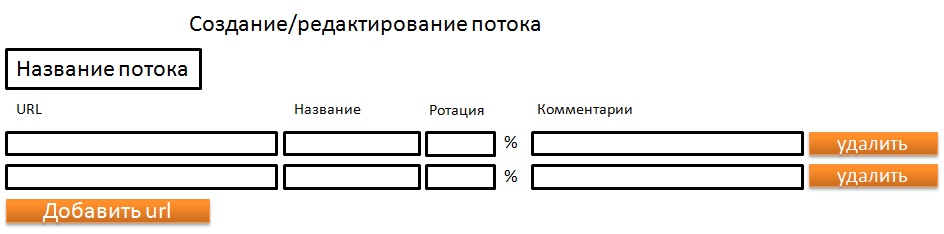 Создание/редактирование потока
Название потока
URL Название Ротация Комментарии
% удалить
% удалить
Добавить url